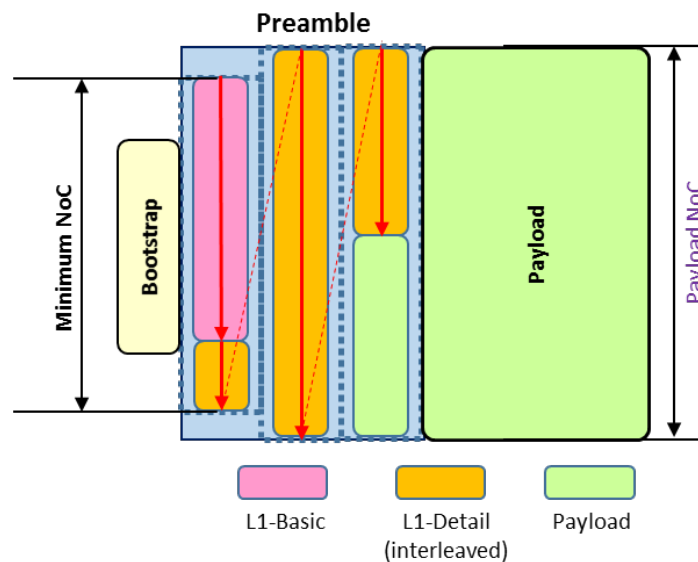 Preamble
Minimum NoC
Bootstrap
Payload
Payload NoC
L1-Basic
L1-Detail
(interleaved)
Payload